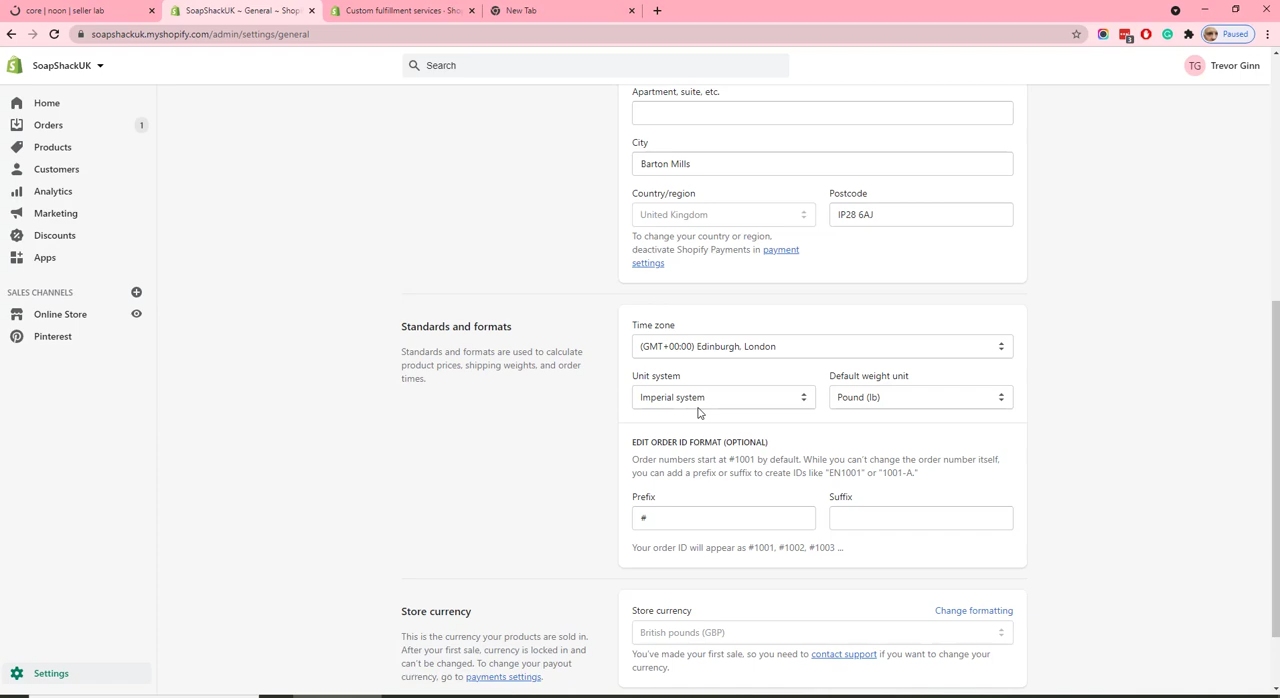 core | noon | seller lab
SoapShackUK ~ General ~ Shop
Custom fulfillment services - Sho
New Tab
soapshackuk.myshopify.com/admin/settings/general
Paused
SoapShackUK
Search
TG Trevor Ginn
Home
Orders 1
Products
Customers
Analytics
Marketing
Discounts
Apps
SALES CHANNELS
Online Store
Pinterest
Settings
Apartment, suite, etc.
City
Barton Mills
Country/region Postcode
United Kingdom IP28 6AJ
To change your country or region,
deactivate Shopify Payments in payment
settings
Standards and formats
Standards and formats are used to calculate
product prices, shipping weights, and order
times.
Time zone
(GMT+00:00) Edinburgh, London
Unit system Default weight unit
Imperial system Pound (lb)
EDIT ORDER ID FORMAT (OPTIONAL)
Order numbers start at #1001 by default. While you can't change the order number itself,
you can add a prefix or suffix to create IDs like "EN1001" or "1001-A."
Prefix Suffix
#
Your order ID will appear as #1001, #1002, #1003 ...
Store currency
This is the currency your products are sold in.
After your first sale, currency is locked in and
can't be changed. To change your payout
currency, go to payments settings.
Store currency Change formatting
British pounds (GBP)
You've made your first sale, so you need to contact support if you want to change your
currency.